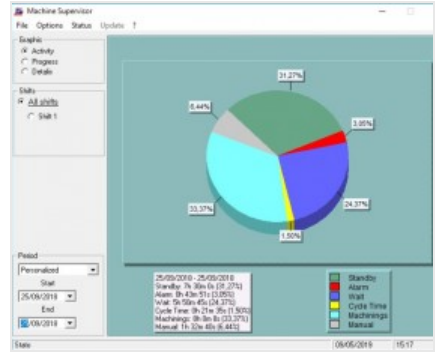 Machine Supervisor
File Options Status Update ?
Graphic
Activity
Progress
Details
Shifts
All shifts
Shift 1
Period
Personalized
Start
25/09/2018
End
/09/2018
31,27%
3,05%
24,37%
1,50%
33,37%
6,44%
25/09/2018 - 25/09/2018
Standby: 7h 30m 0s (31,27%)
Alarm: 0h 43m 51s (3,05%)
Wait: 5h 50m 45s (24,37%)
Cycle Time: 0h 21m 35s (1,50%)
Machinings: 8h 0m 8s (33,37%)
Manual: 1h 32m 40s (6,44%)
Standby
Alarm
Wait
Cycle Time
Machinings
Manual
State
09/05/2019
15:17